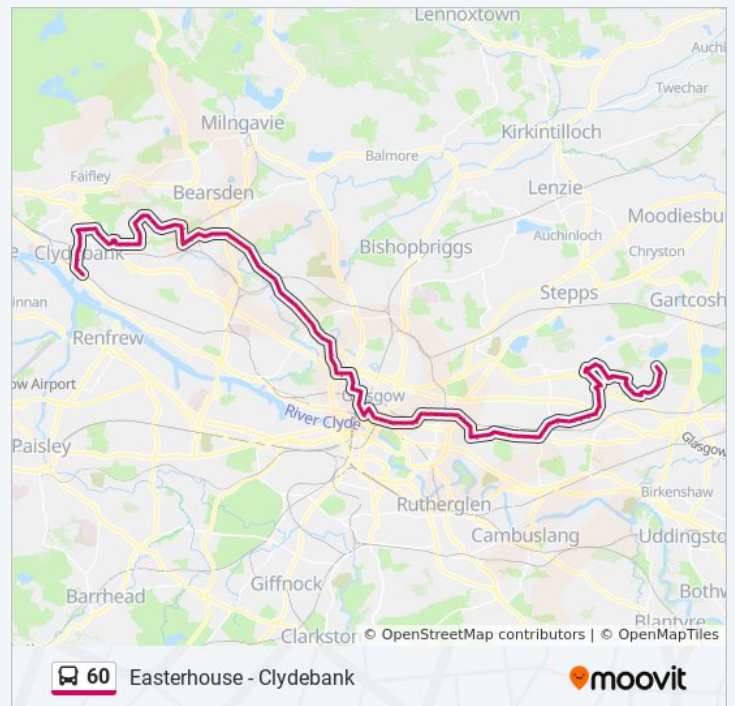 Lennoxtown
Auchi
Twechar
Milngavie
Kirkintilloch
Balmore
Faifley
Bearsden
Lenzie
Moodiesbu
Auchinloch
Bishopbriggs
Chryston
Clydebank
e
Stepps
Gartcosh
innan
Renfrew
ow Airport
Glasgow
River Clyde
Paisley
Glasgow
Birkenshaw
Rutherglen
Cambuslang
Uddingsto
Giffnock
Barrhead
Bothw
Blantyre
Clarkston
© OpenStreetMap contributors | © OpenMapTiles
60 Easterhouse - Clydebank
moovit